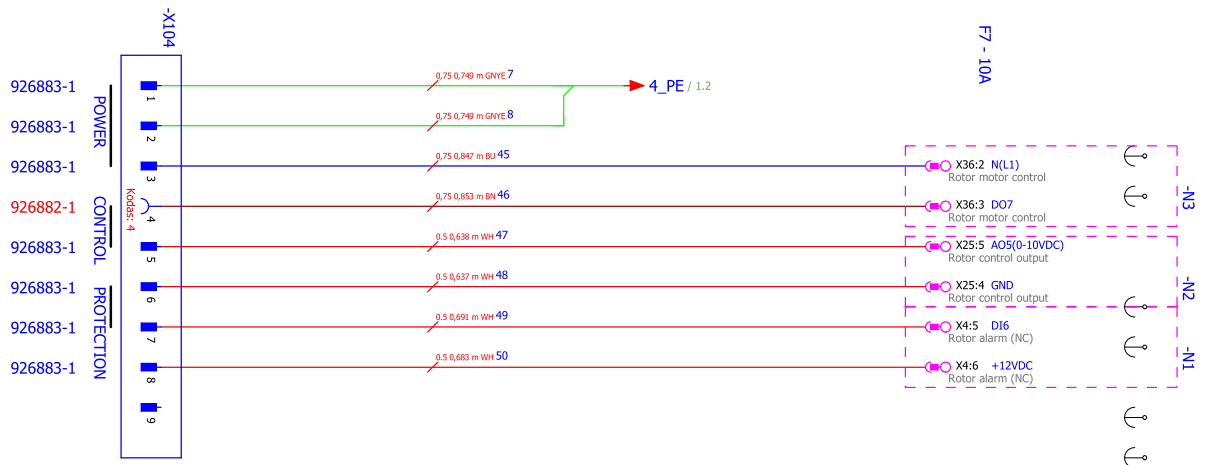 -X104
F7 - 10A
926883-1
1
0,75 0,749 m GNYE 7
4_PE / 1.2
926883-1
2
0,75 0,749 m GNYE 8
926883-1
3
0,75 0,847 m BU 45
X36:2 N(L1)
Rotor motor control
926882-1
4
0,75 0,853 m BN 46
X36:3 DO7
Rotor motor control
926883-1
5
0.5 0,638 m WH 47
X25:5 AO5(0-10VDC)
Rotor control output
926883-1
6
0.5 0,637 m WH 48
X25:4 GND
Rotor control output
926883-1
7
0.5 0,691 m WH 49
X4:5 DI6
Rotor alarm (NC)
926883-1
8
0.5 0,683 m WH 50
X4:6 +12VDC
Rotor alarm (NC)
9
POWER
CONTROL
PROTECTION
Kodas: 4
-N3
-N2
-N1